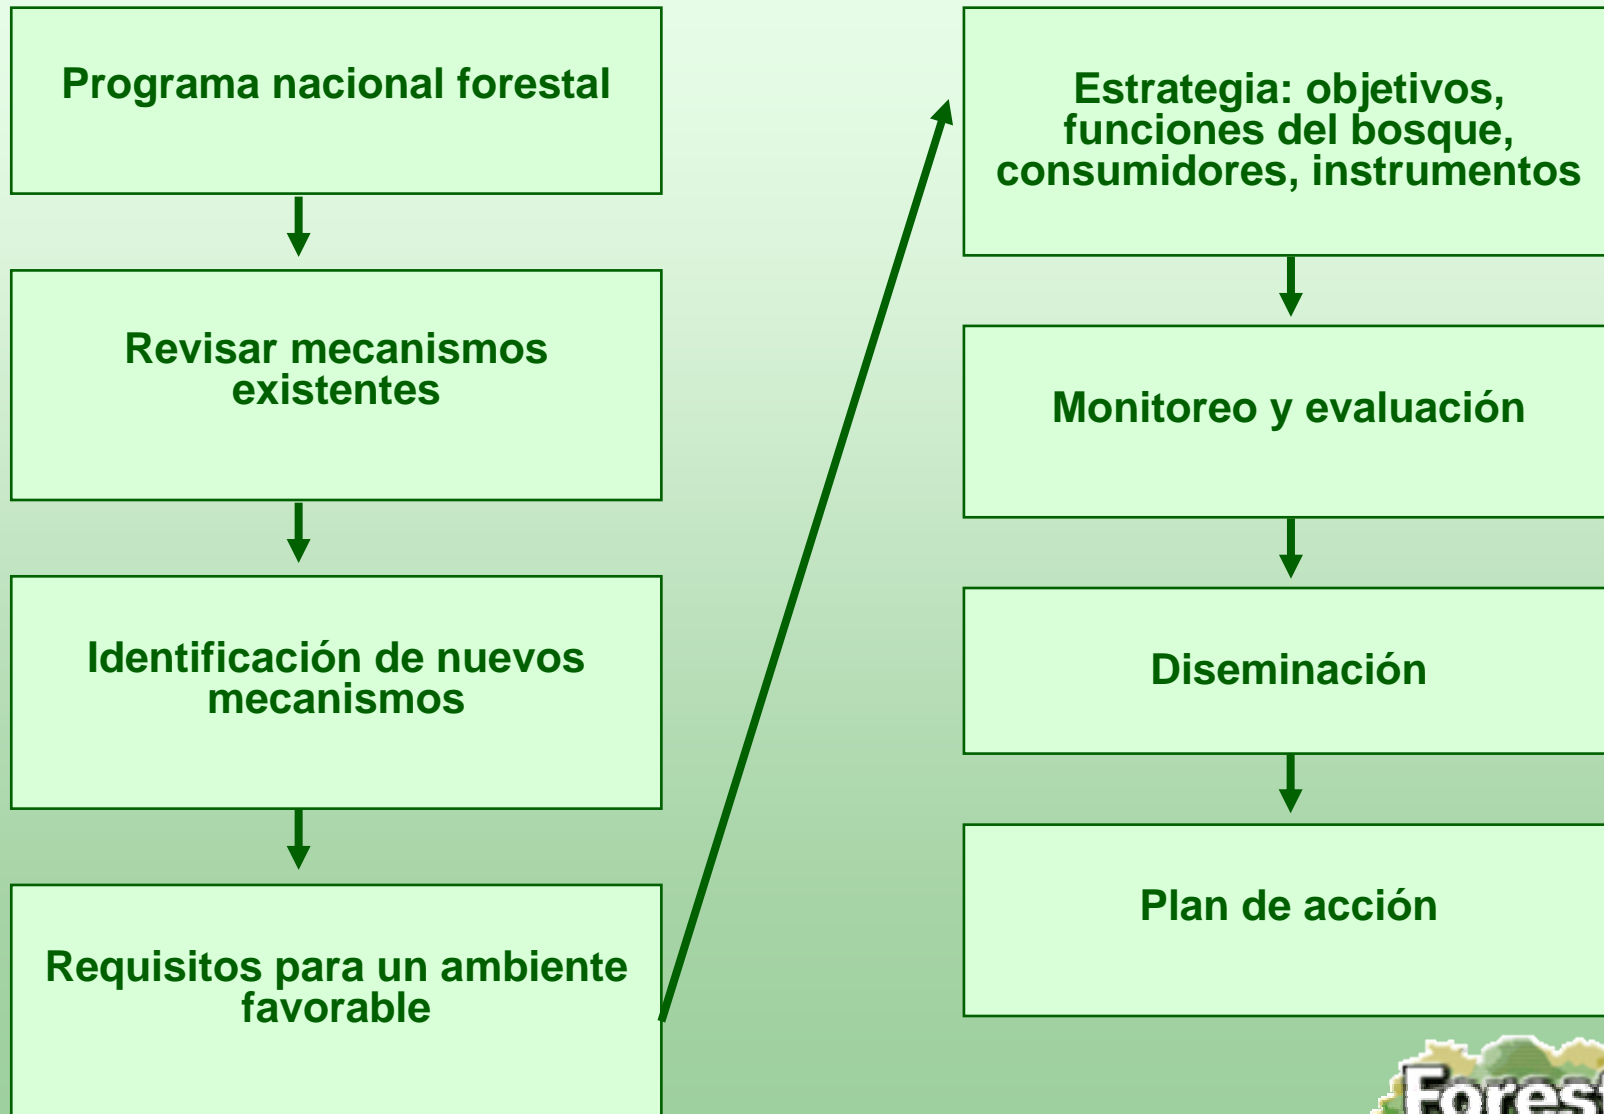 Programa nacional forestal
Revisar mecanismos
existentes
Identificación de nuevos
mecanismos
Requisitos para un ambiente
favorable
Estrategia: objetivos,
funciones del bosque,
consumidores, instrumentos
Monitoreo y evaluación
Diseminación
Plan de acción